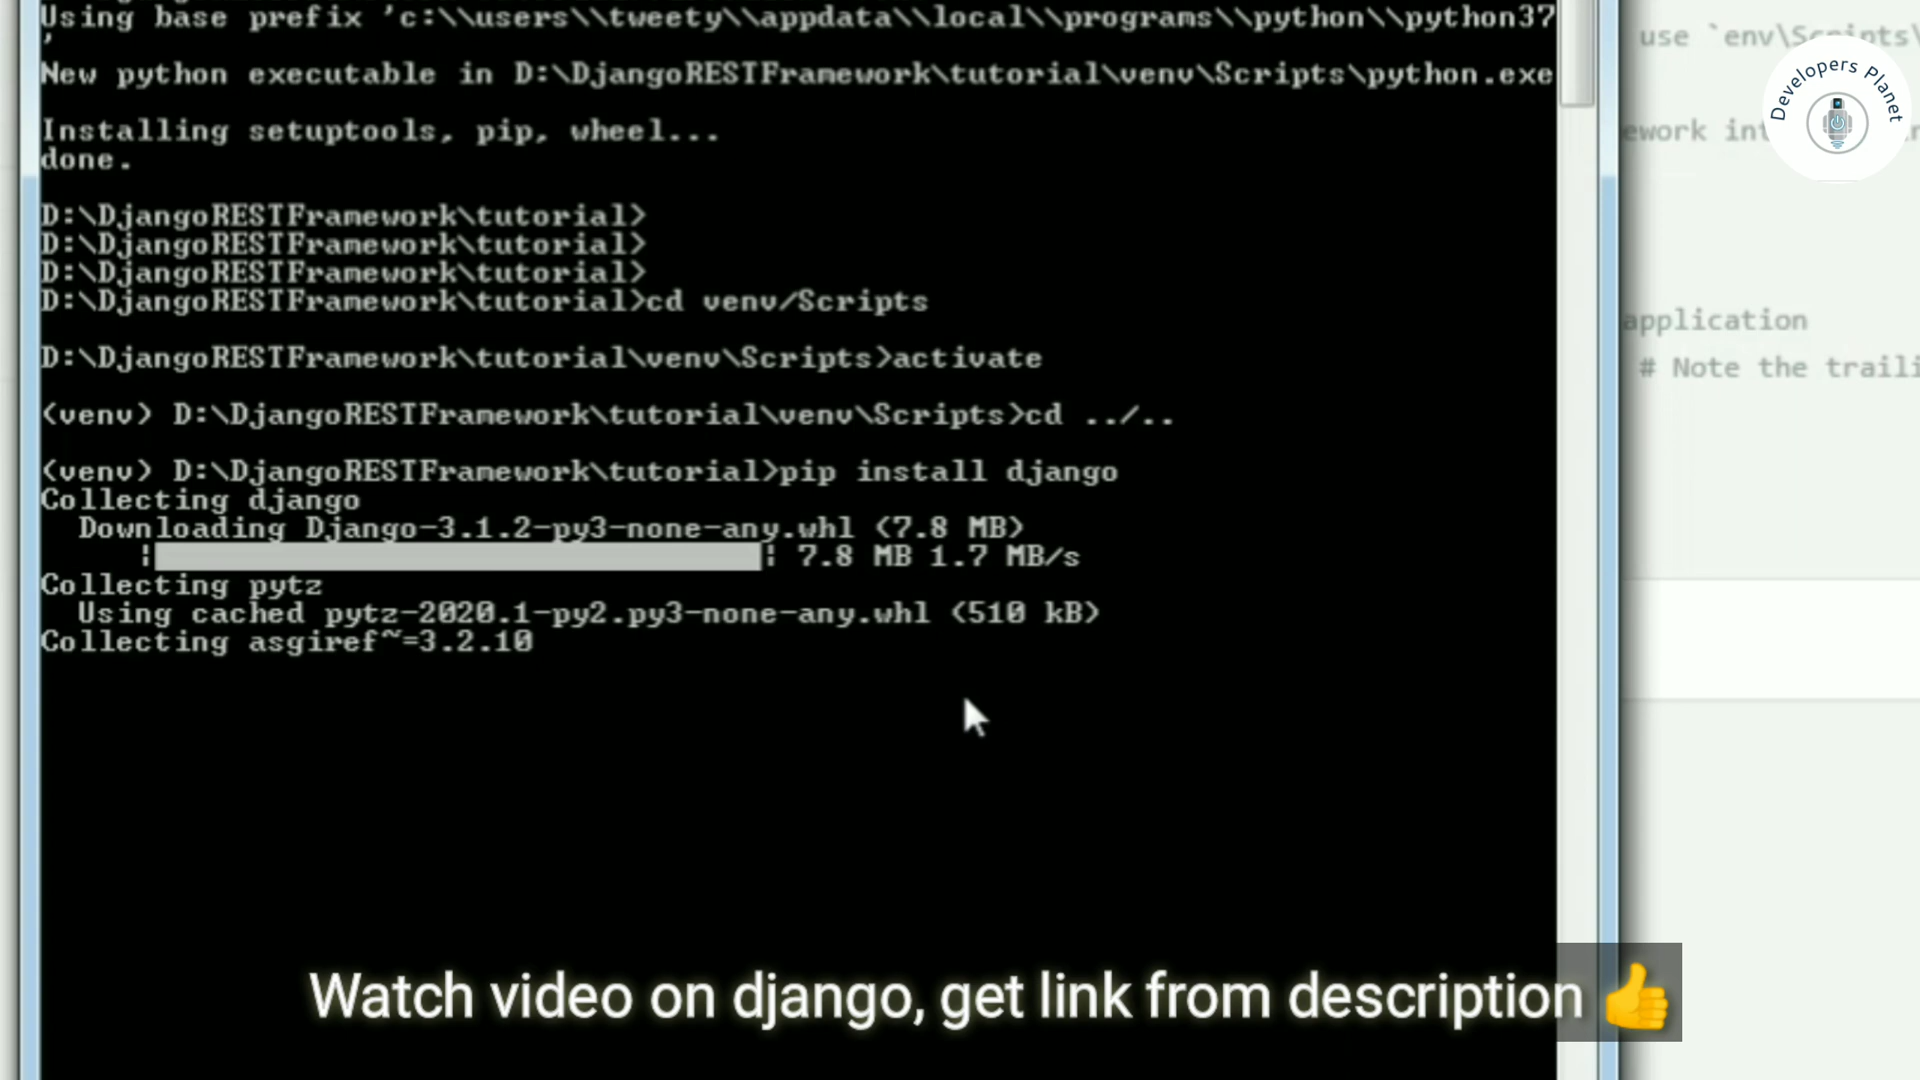 Using base prefix 'c:\\users\\tweety\\appdata\\local\\programs\\python\\python37
'
New python executable in D:\DjangoRESTFramework\tutorial\venv\Scripts\python.exe
Installing setuptools, pip, wheel...
done.
D:\DjangoRESTFramework\tutorial>
D:\DjangoRESTFramework\tutorial>
D:\DjangoRESTFramework\tutorial>
D:\DjangoRESTFramework\tutorial>cd venv/Scripts
D:\DjangoRESTFramework\tutorial\venv\Scripts>activate
(venv) D:\DjangoRESTFramework\tutorial\venv\Scripts>cd ../..
(venv) D:\DjangoRESTFramework\tutorial>pip install django
Collecting django
Downloading Django-3.1.2-py3-none-any.whl (7.8 MB)
|████████████████████████████████| 7.8 MB 1.7 MB/s
Collecting pytz
Using cached pytz-2020.1-py2.py3-none-any.whl (510 kB)
Collecting asgiref~=3.2.10
use `env\Scripts\
Developers Planet
ework int
application
# Note the traili
Watch video on django, get link from description 👍